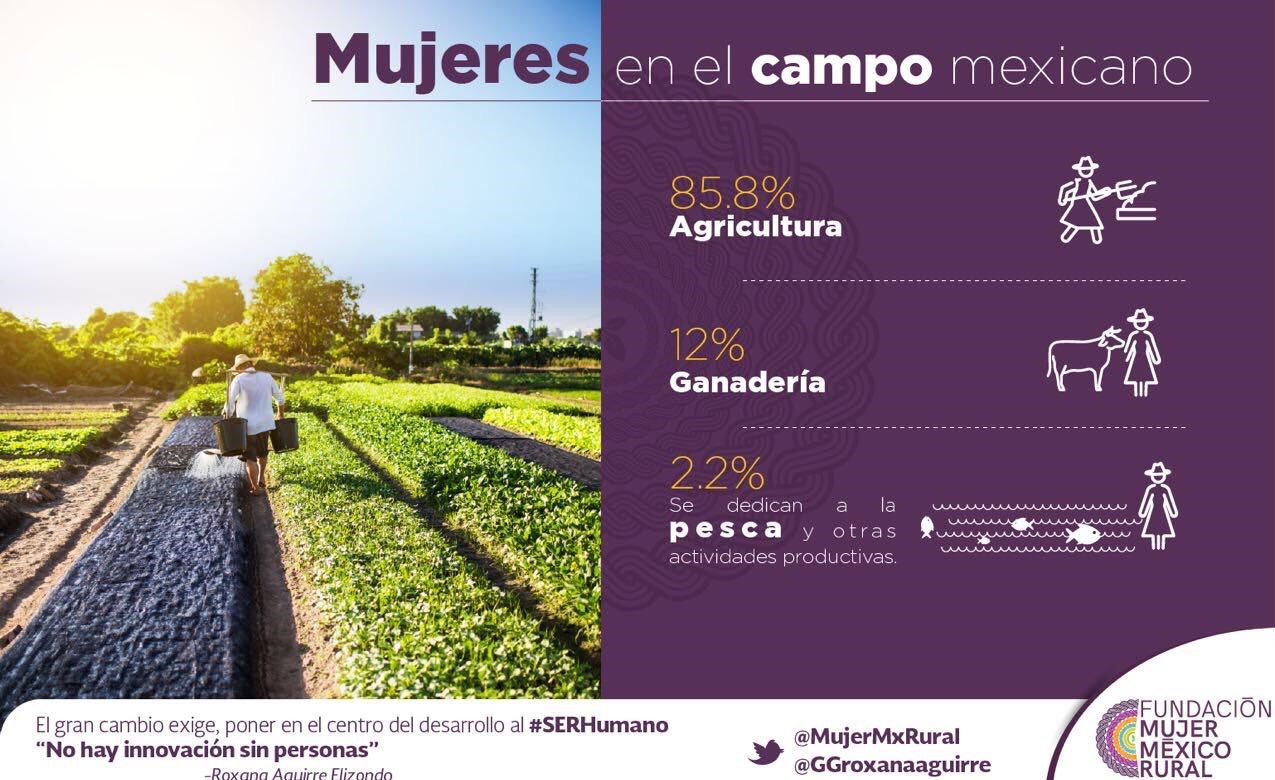 Mujeres en el campo mexicano
85.8%
Agricultura
12%
Ganadería
2.2%
Se dedican a la
pesca y otras
actividades productivas.
El gran cambio exige, poner en el centro del desarrollo al #SERHumano
“No hay innovación sin personas”
–Roxana Aguirre Elizondo
@MujerMxRural
@GGroxanaaguirre
FUNDACIÓN
MUJER
MÉXICO
RURAL